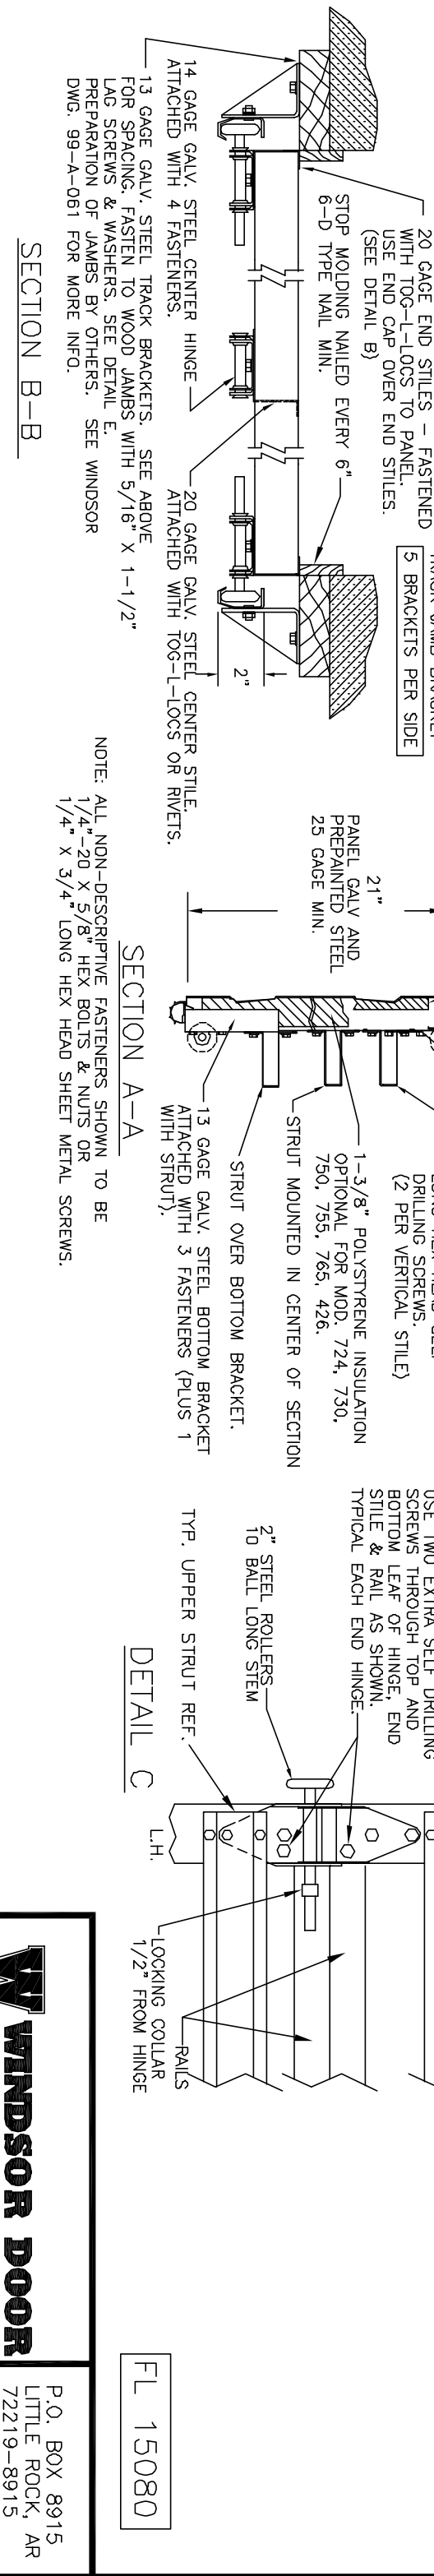 20 GAGE END STILES – FASTENED
WITH TOG-L-LOCS TO PANEL.
USE END CAP OVER END STILES.
(SEE DETAIL B)
STOP MOLDING NAILED EVERY 6"
6-D TYPE NAIL MIN.
5 BRACKETS PER SIDE
2"
14 GAGE GALV. STEEL CENTER HINGE
ATTACHED WITH 4 FASTENERS.
20 GAGE GALV. STEEL CENTER STILE.
ATTACHED WITH TOG-L-LOCS OR RIVETS.
13 GAGE GALV. STEEL TRACK BRACKETS. SEE ABOVE
FOR SPACING. FASTEN TO WOOD JAMBS WITH 5/16" X 1-1/2"
LAG SCREWS & WASHERS. SEE DETAIL E.
PREPARATION OF JAMBS BY OTHERS. SEE WINDSOR
DWG. 99-A-061 FOR MORE INFO.
SECTION B-B
21"
PANEL GALV AND
PREPAINTED STEEL
25 GAGE MIN.
DRILLING SCREWS.
(2 PER VERTICAL STILE)
1-3/8" POLYSTYRENE INSULATION
OPTIONAL FOR MOD. 724, 730,
750, 755, 765, 426.
STRUT MOUNTED IN CENTER OF SECTION
STRUT OVER BOTTOM BRACKET.
13 GAGE GALV. STEEL BOTTOM BRACKET
ATTACHED WITH 3 FASTENERS (PLUS 1
WITH STRUT).
SECTION A-A
NOTE: ALL NON-DESCRIPTIVE FASTENERS SHOWN TO BE
1/4"-20 X 5/8" HEX BOLTS & NUTS OR
1/4" X 3/4" LONG HEX HEAD SHEET METAL SCREWS.
USE TWO EXTRA SELF DRILLING
SCREWS THROUGH TOP AND
BOTTOM LEAF OF HINGE, END
STILE & RAIL AS SHOWN.
TYPICAL EACH END HINGE.
2" STEEL ROLLERS
10 BALL LONG STEM
TYP. UPPER STRUT REF.
L.H.
RAILS
LOCKING COLLAR
1/2" FROM HINGE
DETAIL C
FL 15080
W WINDSOR DOOR
P.O. BOX 8915
LITTLE ROCK, AR
72219-8915